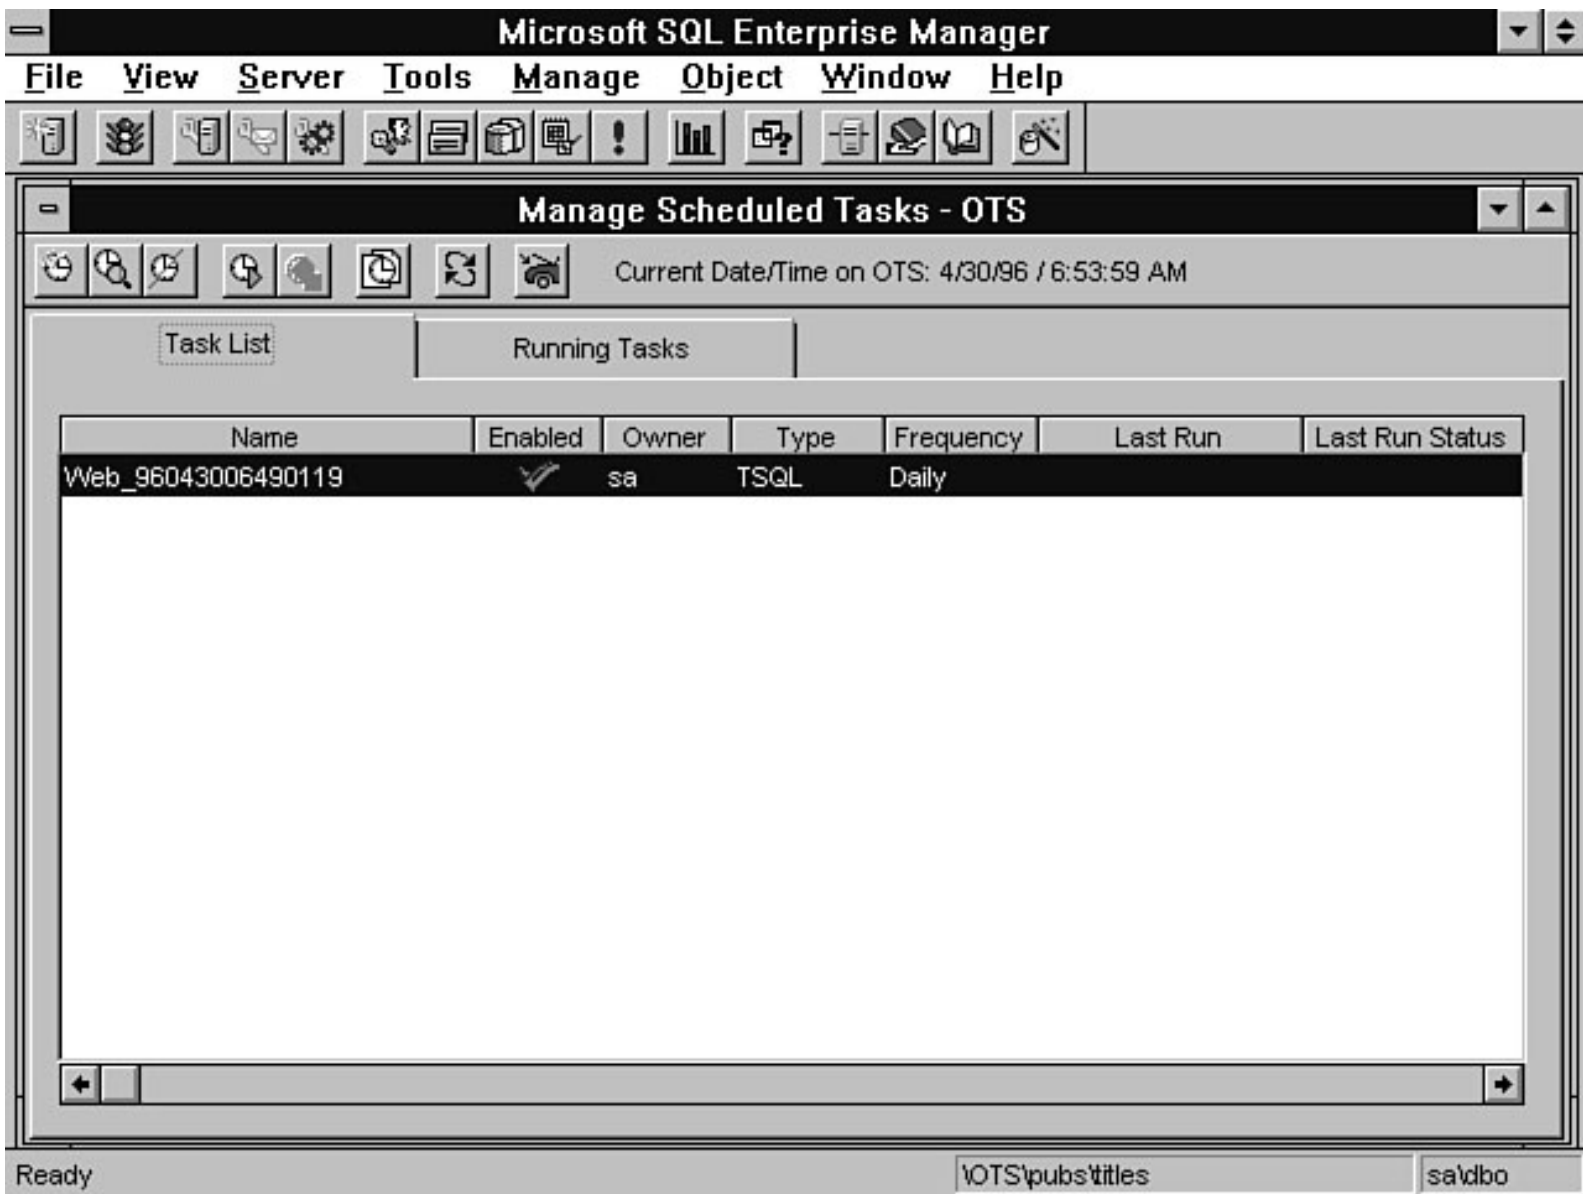 Microsoft SQL Enterprise Manager
File View Server Tools Manage Object Window Help
Manage Scheduled Tasks - OTS
Current Date/Time on OTS: 4/30/96 / 6:53:59 AM
Task List Running Tasks
Name Enabled Owner Type Frequency Last Run Last Run Status
Web_96043006490119 sa TSQL Daily
Ready \OTS\pubs\titles sa\dbo